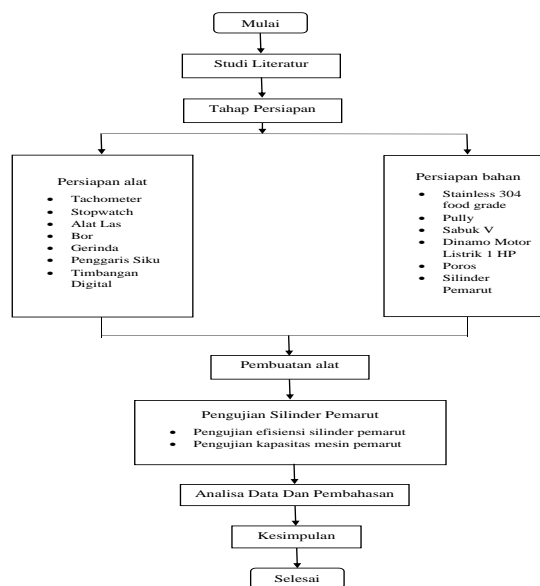 Mulai
Studi Literatur
Tahap Persiapan
Persiapan alat
• Tachometer
• Stopwatch
• Alat Las
• Bor
• Gerinda
• Penggaris Siku
• Timbangan
Digital
Persiapan bahan
• Stainless 304
food grade
• Pully
• Sabuk V
• Dinamo Motor
Listrik 1 HP
• Poros
• Silinder
Pemarut
Pembuatan alat
Pengujian Silinder Pemarut
• Pengujian efisiensi silinder pemarut
• Pengujian kapasitas mesin pemarut
Analisa Data Dan Pembahasan
Kesimpulan
Selesai